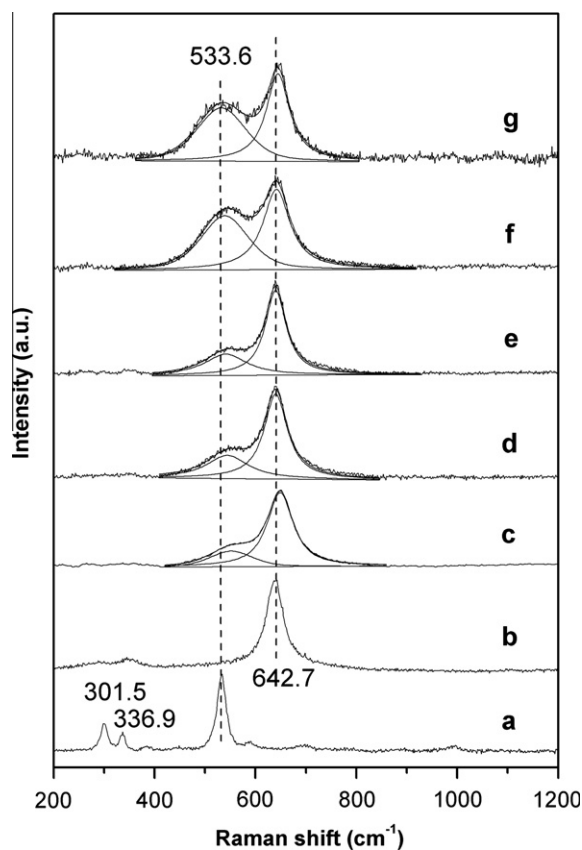 533.6
g
f
e
d
c
b
642.7
301.5
336.9
a
200 400 600 800 1000 1200
Raman shift (cm⁻¹)
Intensity (a.u.)